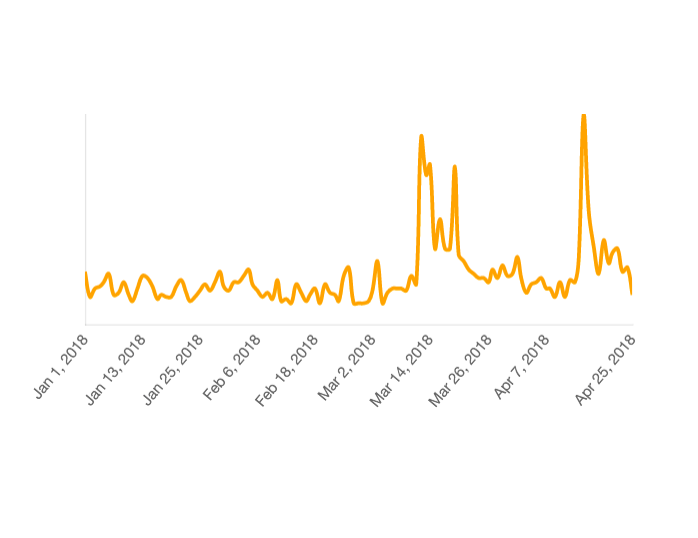 Jan 1, 2018
Jan 13, 2018
Jan 25, 2018
Feb 6, 2018
Feb 18, 2018
Mar 2, 2018
Mar 14, 2018
Mar 26, 2018
Apr 7, 2018
Apr 25, 2018